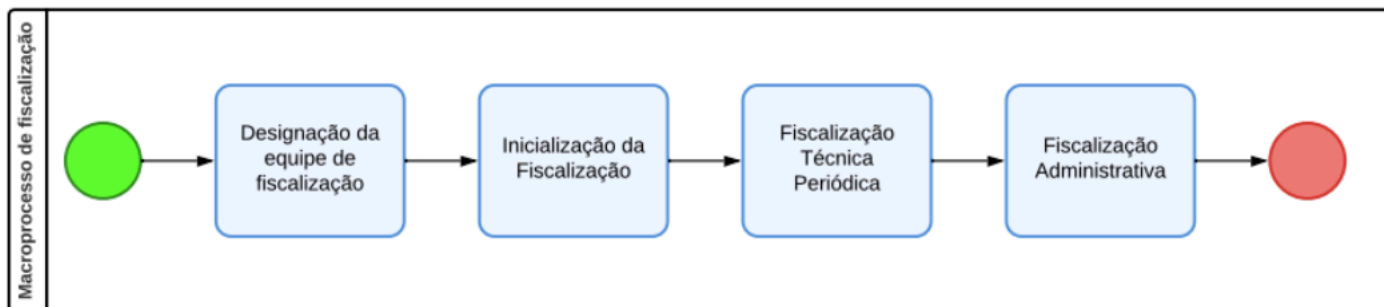 Macroprocesso de fiscalização
Designação da
equipe de
fiscalização
Inicialização da
Fiscalização
Fiscalização
Técnica
Periódica
Fiscalização
Administrativa